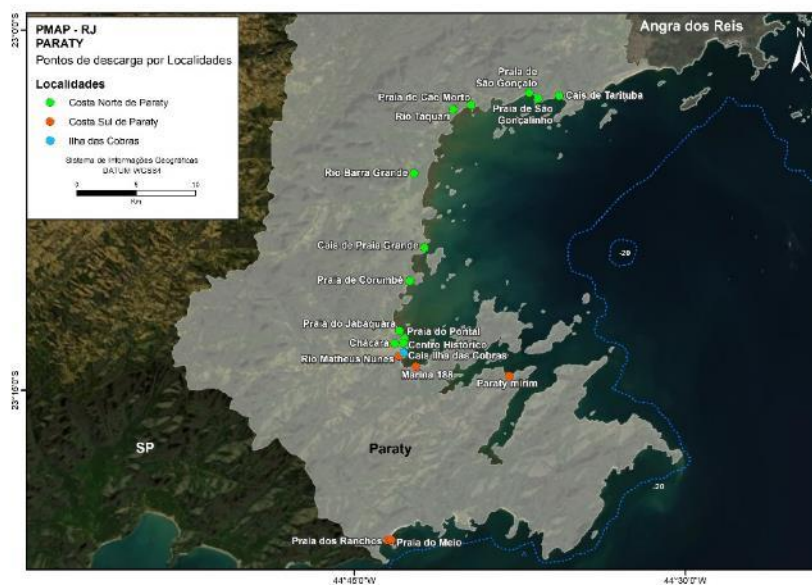 PMAP - RJ
PARATY
Pontos de descarga por Localidades
Localidades
Costa Norte de Paraty
Costa Sul de Paraty
Ilha das Cobras
Sistema de Informações Geográficas
DATUM WGS84
0 5 10
Km
23°0'0"S
Angra dos Reis
N
Praia de
São Gonçalo
Cais de Tarituba
Praia de Cão Morto
Praia de São
Gonçalinho
Rio Taquari
Rio Barra Grande
Cais de Praia Grande
-20
Praia de Corumbê
Praia do Jabaquara
Praia do Pontal
Chácara
Centro Histórico
Rio Matheus Nunes
Cais Ilha das Cobras
Marina 188
Paraty mirim
23°15'0"S
SP
Paraty
-20
Praia dos Ranchos
Praia do Meio
44°45'0"W
44°30'0"W